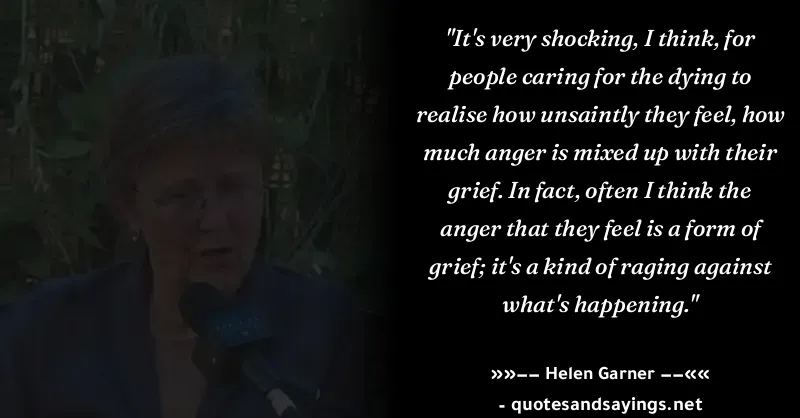 "It's very shocking, I think, for
people caring for the dying to
realise how unsaintly they feel, how
much anger is mixed up with their
grief. In fact, often I think the
anger that they feel is a form of
grief; it's a kind of raging against
what's happening."
»»−− Helen Garner −−««
- quotesandsayings.net